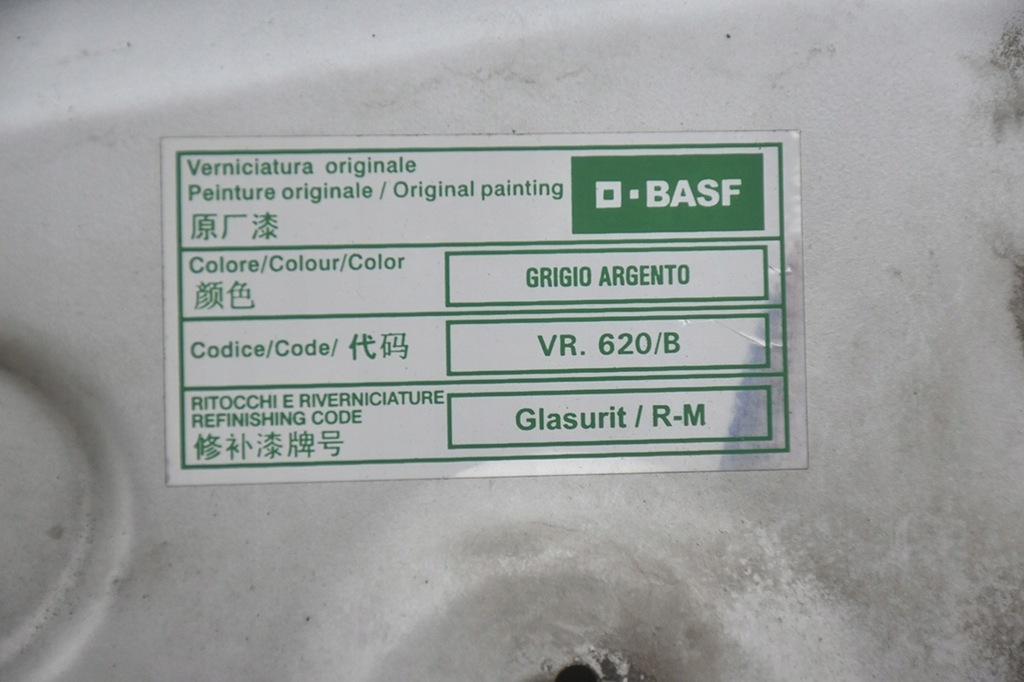 Verniciatura originale
Peinture originale / Original painting
原厂漆
BASF
Colore/Colour/Color
颜色
GRIGIO ARGENTO
Codice/Code/ 代码
VR. 620/B
RITOCCHI E RIVERNICIATURE
REFINISHING CODE
修补漆牌号
Glasurit / R-M